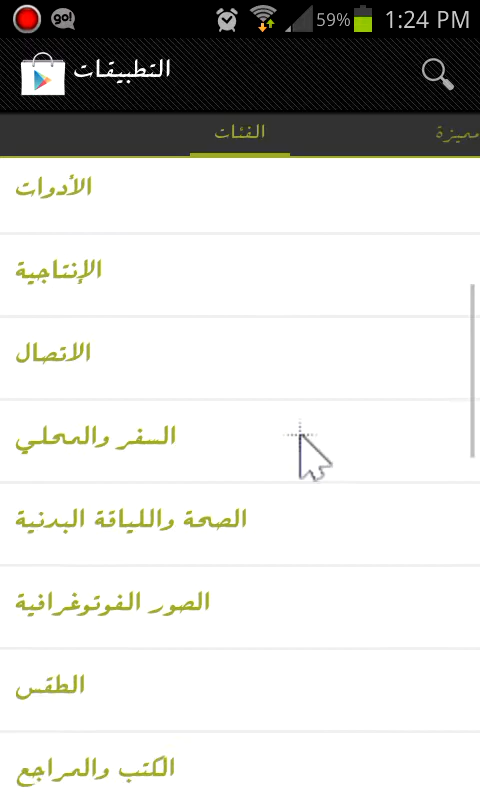 go!
59%
1:24 PM
التطبيقات
الفئات
مميزة
الأدوات
الإنتاجية
الاتصال
السفر والمحلي
الصحة واللياقة البدنية
الصور الفوتوغرافية
الطقس
الكتب والمراجع